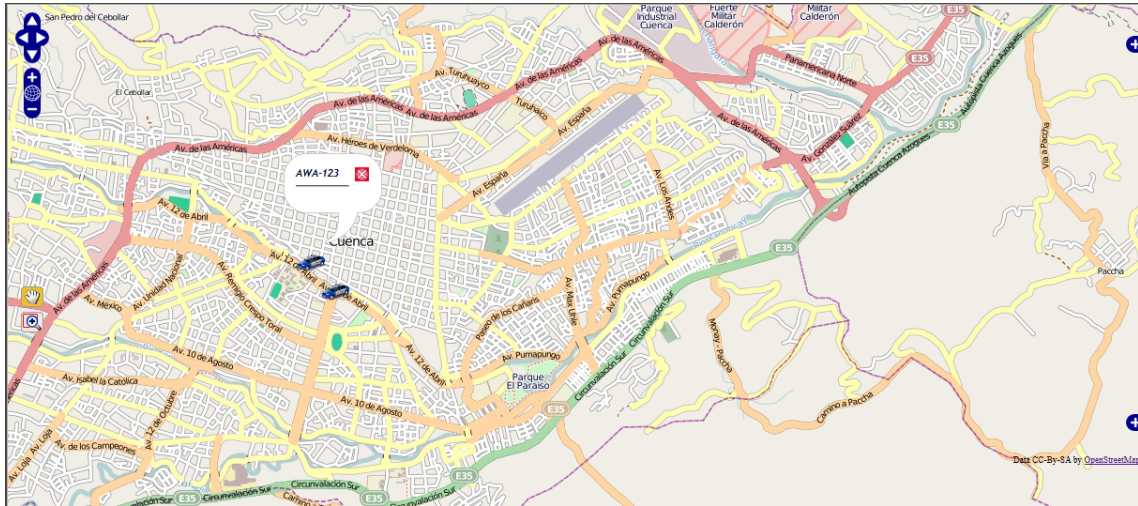 San Pedro del Cebollar
Parque
Industrial
Cuenca
Fuerte
Militar
Calderón
Militar
Calderón
E35
Av. de las Américas
Panamericana Norte
E35
El Cebollar
Av. Turuhuayco
Turuhuaco
Av. de las Américas
Av. de las Américas
Av. de las Américas
Av. España
Av. de las Américas
Av. González Suárez
Autopista Cuenca Azogues
E35
Vía a Paccha
Av. Héroes de Verdeloma
Av. de las Américas
AWA-123
Av. España
Av. Los Andes
Autopista Cuenca Azogues
Av. 12 de Abril
Cuenca
E35
Av. 12 de Abril
Av. Unidad Nacional
Av. de las Américas
Av. México
Av. Remigio Crespo Toral
Paseo de los Cañaris
Av. Max Uhle
Av. Pumapungo
Paccha
Circunvalación Sur
Monay - Paccha
Av. 12 de Abril
Av. Pumapungo
Parque
El Paraíso
Circunvalación Sur
Av. 10 de Agosto
Av. Isabel la Católica
Av. 10 de Agosto
E35
Camino a Paccha
Av. 12 de Octubre
Av. Loja
Av. Loja
Av. de los Campeones
Data CC-By-SA by OpenStreetMap
E35
Circunvalación Sur
Circunvalación Sur
E35
E35